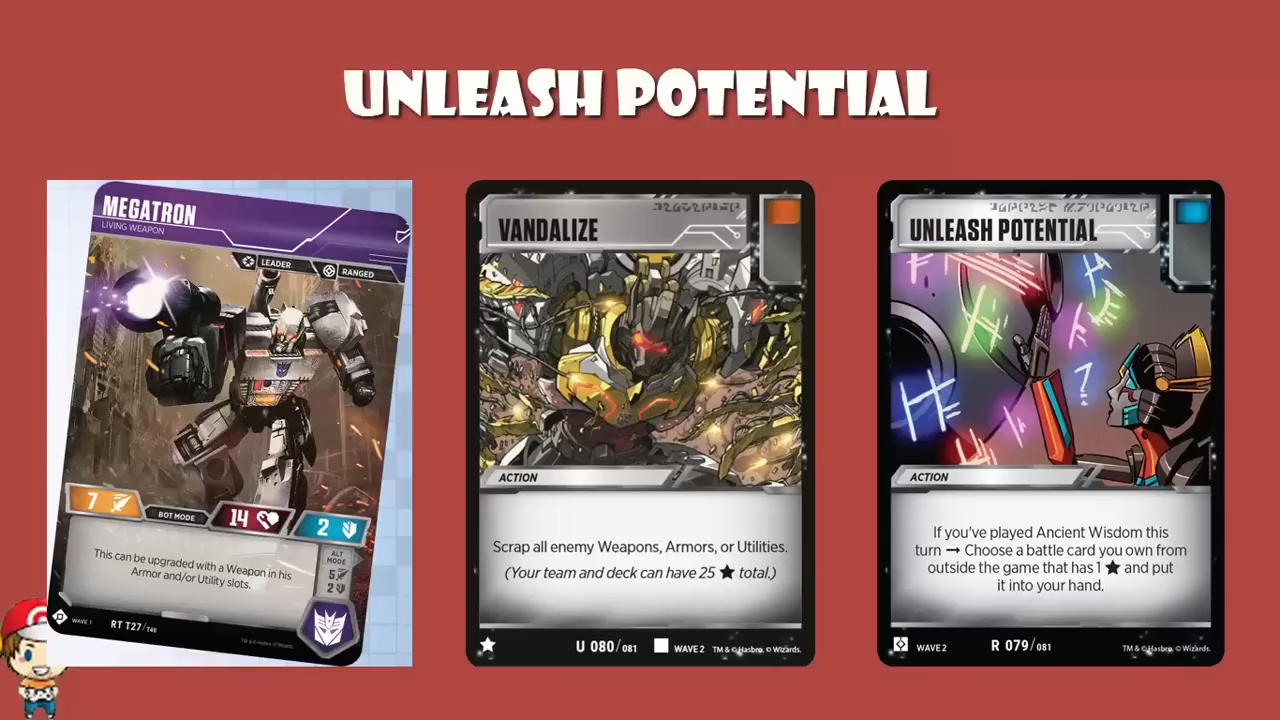 UNLEASH POTENTIAL
MEGATRON
LIVING WEAPON
LEADER
RANGED
7
BOT MODE
14
2
This can be upgraded with a Weapon in his
Armor and/or Utility slots.
ALT
MODE
5
2
WAVE 1
RT T27/T40
TM & © Hasbro. © Wizards.
VANDALIZE
ACTION
Scrap all enemy Weapons, Armors, or Utilities.
(Your team and deck can have 25 ★ total.)
U 080/081
WAVE 2
TM & © Hasbro. © Wizards.
UNLEASH POTENTIAL
ACTION
If you've played Ancient Wisdom this
turn → Choose a battle card you own from
outside the game that has 1 ★ and put
it into your hand.
WAVE 2
R 079/081
TM & © Hasbro. © Wizards.